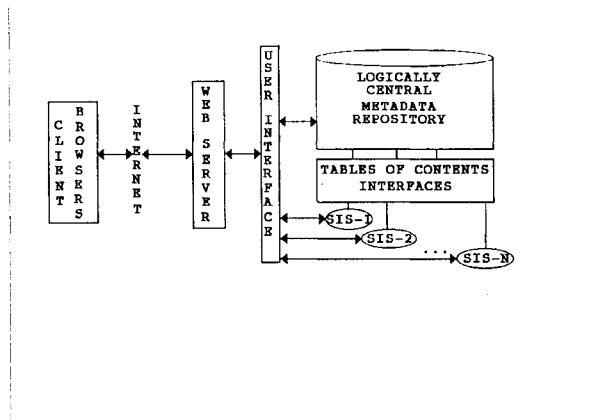 CLIENT
BROWSERS
INTERNET
WEB SERVER
USER INTERFACE
LOGICALLY
CENTRAL
METADATA
REPOSITORY
TABLES OF CONTENTS
INTERFACES
SIS-1
SIS-2
...
SIS-N